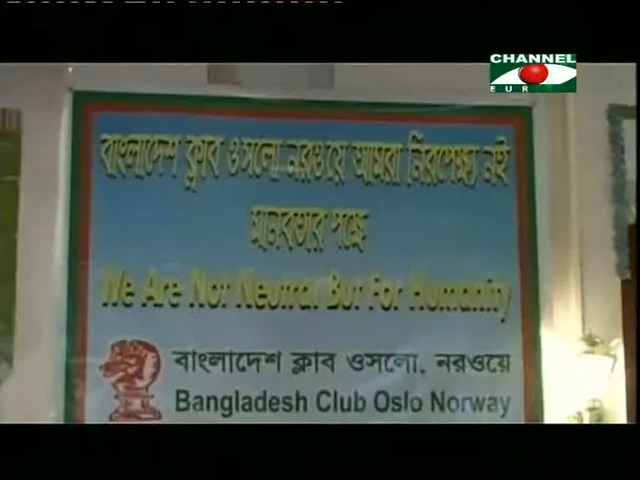 CHANNEL
EUR
বাংলাদেশ ক্লাব ওসলো নরওয়ে আমরা নিরপেক্ষ নই
মানবতার পক্ষে
We Are Not Neutral But For Humanity
বাংলাদেশ ক্লাব ওসলো, নরওয়ে
Bangladesh Club Oslo Norway